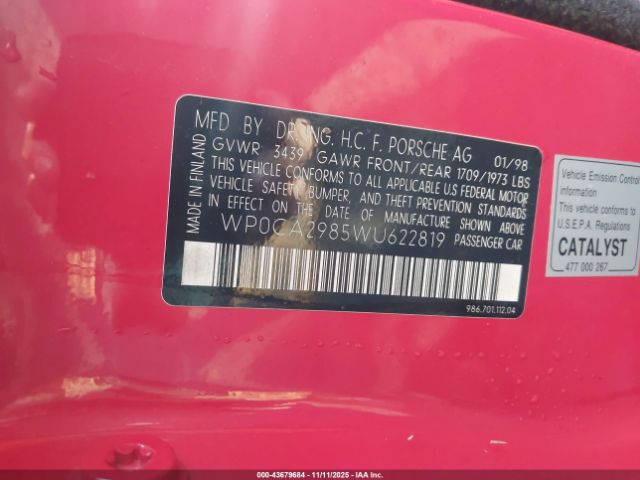 MFD BY DR. ING. H.C. F. PORSCHE AG 01/98
GVWR 3439 GAWR FRONT/REAR 1709/1973 LBS
THIS VEHICLE CONFORMS TO ALL APPLICABLE U.S FEDERAL MOTOR
VEHICLE SAFETY, BUMPER, AND THEFT PREVENTION STANDARDS
IN EFFECT ON THE DATE OF MANUFACTURE SHOWN ABOVE.
WP0CA2985WU622819 PASSENGER CAR
MADE IN FINLAND
986.701.112.04
Vehicle Emission Control
information
Vehicle conforms to
U.S.E.P.A. Regulations
CATALYST
477 000 267
000-43679684 - 11/11/2025 - IAA Inc.